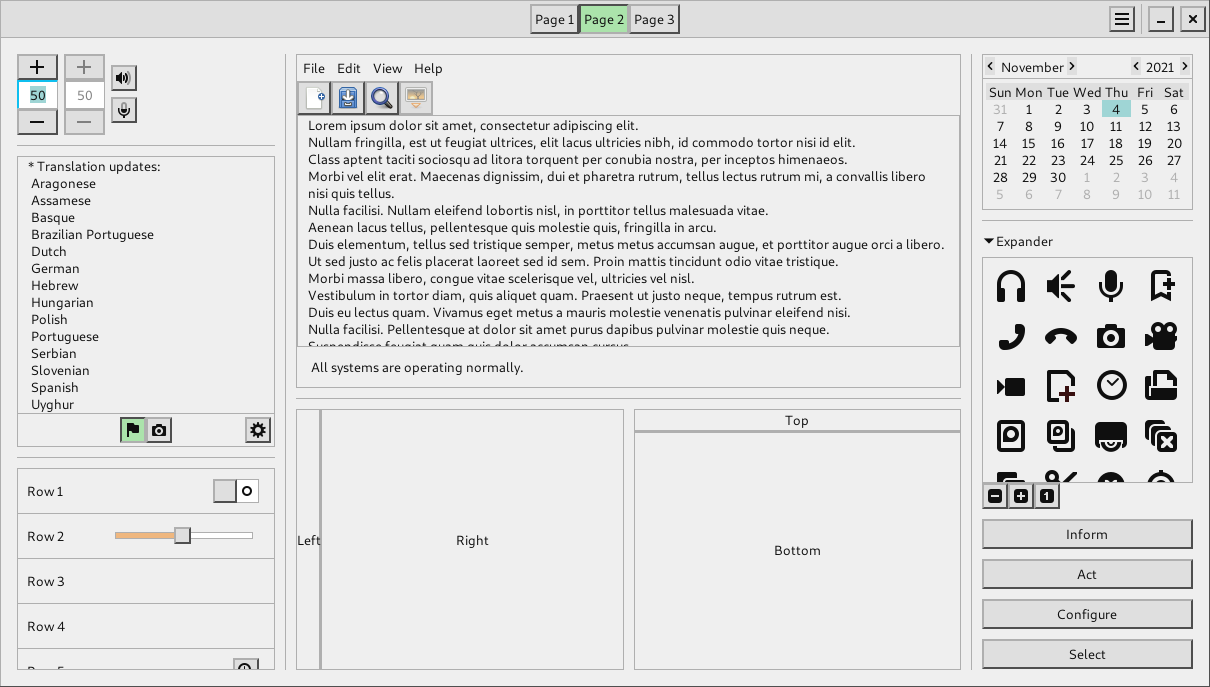 Page 1 Page 2 Page 3
50 50
* Translation updates:
Aragonese
Assamese
Basque
Brazilian Portuguese
Dutch
German
Hebrew
Hungarian
Polish
Portuguese
Serbian
Slovenian
Spanish
Uyghur
Row 1
Row 2
Row 3
Row 4
File Edit View Help
Lorem ipsum dolor sit amet, consectetur adipiscing elit.
Nullam fringilla, est ut feugiat ultrices, elit lacus ultricies nibh, id commodo tortor nisi id elit.
Class aptent taciti sociosqu ad litora torquent per conubia nostra, per inceptos himenaeos.
Morbi vel elit erat. Maecenas dignissim, dui et pharetra rutrum, tellus lectus rutrum mi, a convallis libero
nisi quis tellus.
Nulla facilisi. Nullam eleifend lobortis nisl, in porttitor tellus malesuada vitae.
Aenean lacus tellus, pellentesque quis molestie quis, fringilla in arcu.
Duis elementum, tellus sed tristique semper, metus metus accumsan augue, et porttitor augue orci a libero.
Ut sed justo ac felis placerat laoreet sed id sem. Proin mattis tincidunt odio vitae tristique.
Morbi massa libero, congue vitae scelerisque vel, ultricies vel nisl.
Vestibulum in tortor diam, quis aliquet quam. Praesent ut justo neque, tempus rutrum est.
Duis eu lectus quam. Vivamus eget metus a mauris molestie venenatis pulvinar eleifend nisi.
Nulla facilisi. Pellentesque at dolor sit amet purus dapibus pulvinar molestie quis neque.
All systems are operating normally.
Left
Right
Top
Bottom
November 2021
Sun Mon Tue Wed Thu Fri Sat
31 1 2 3 4 5 6
7 8 9 10 11 12 13
14 15 16 17 18 19 20
21 22 23 24 25 26 27
28 29 30 1 2 3 4
5 6 7 8 9 10 11
Expander
1
Inform
Act
Configure
Select